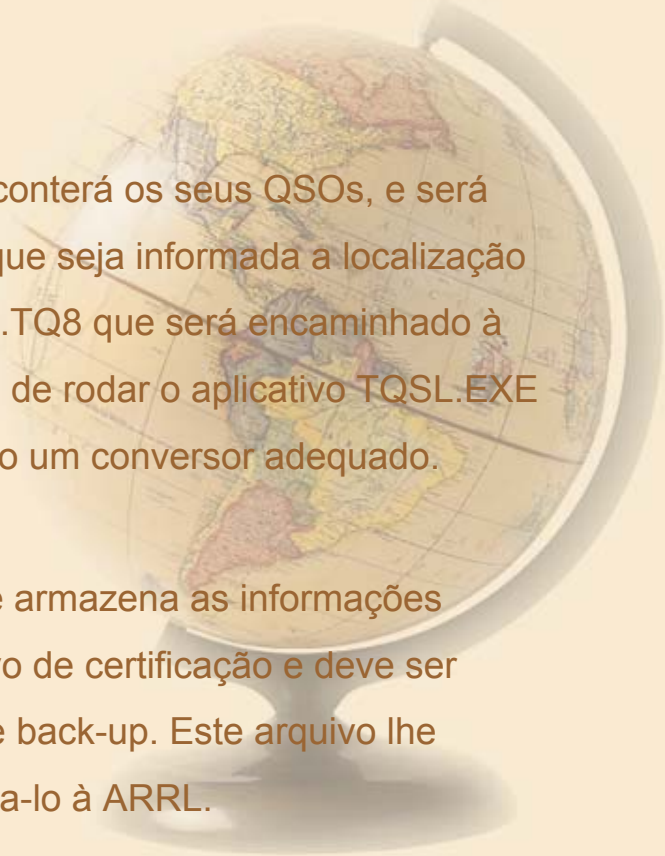 conterá os seus QSOs, e será
que seja informada a localização
.TQ8 que será encaminhado à
de rodar o aplicativo TQSL.EXE
o um conversor adequado.
e armazena as informações
vo de certificação e deve ser
e back-up. Este arquivo lhe
a-lo à ARRL.